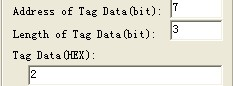 Address of Tag Data(bit): 7
Length of Tag Data(bit): 3
Tag Data(HEX):
2